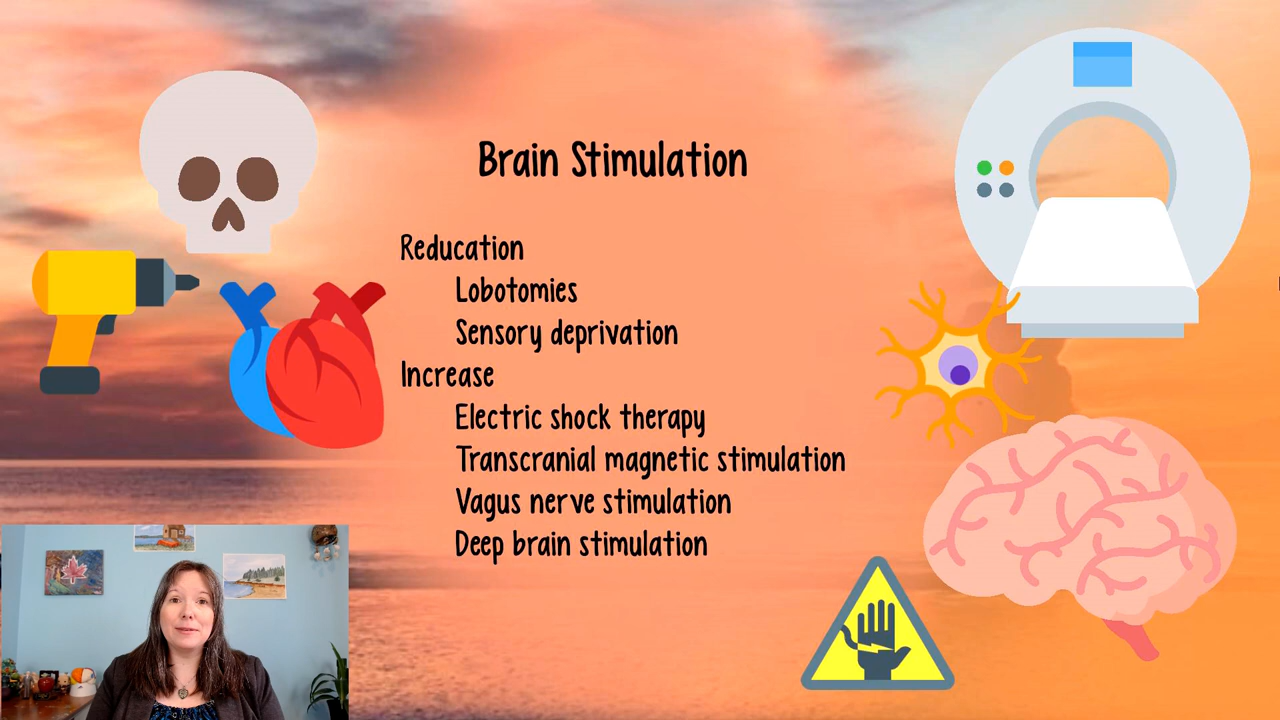 Brain Stimulation
Reducation
Lobotomies
Sensory deprivation
Increase
Electric shock therapy
Transcranial magnetic stimulation
Vagus nerve stimulation
Deep brain stimulation